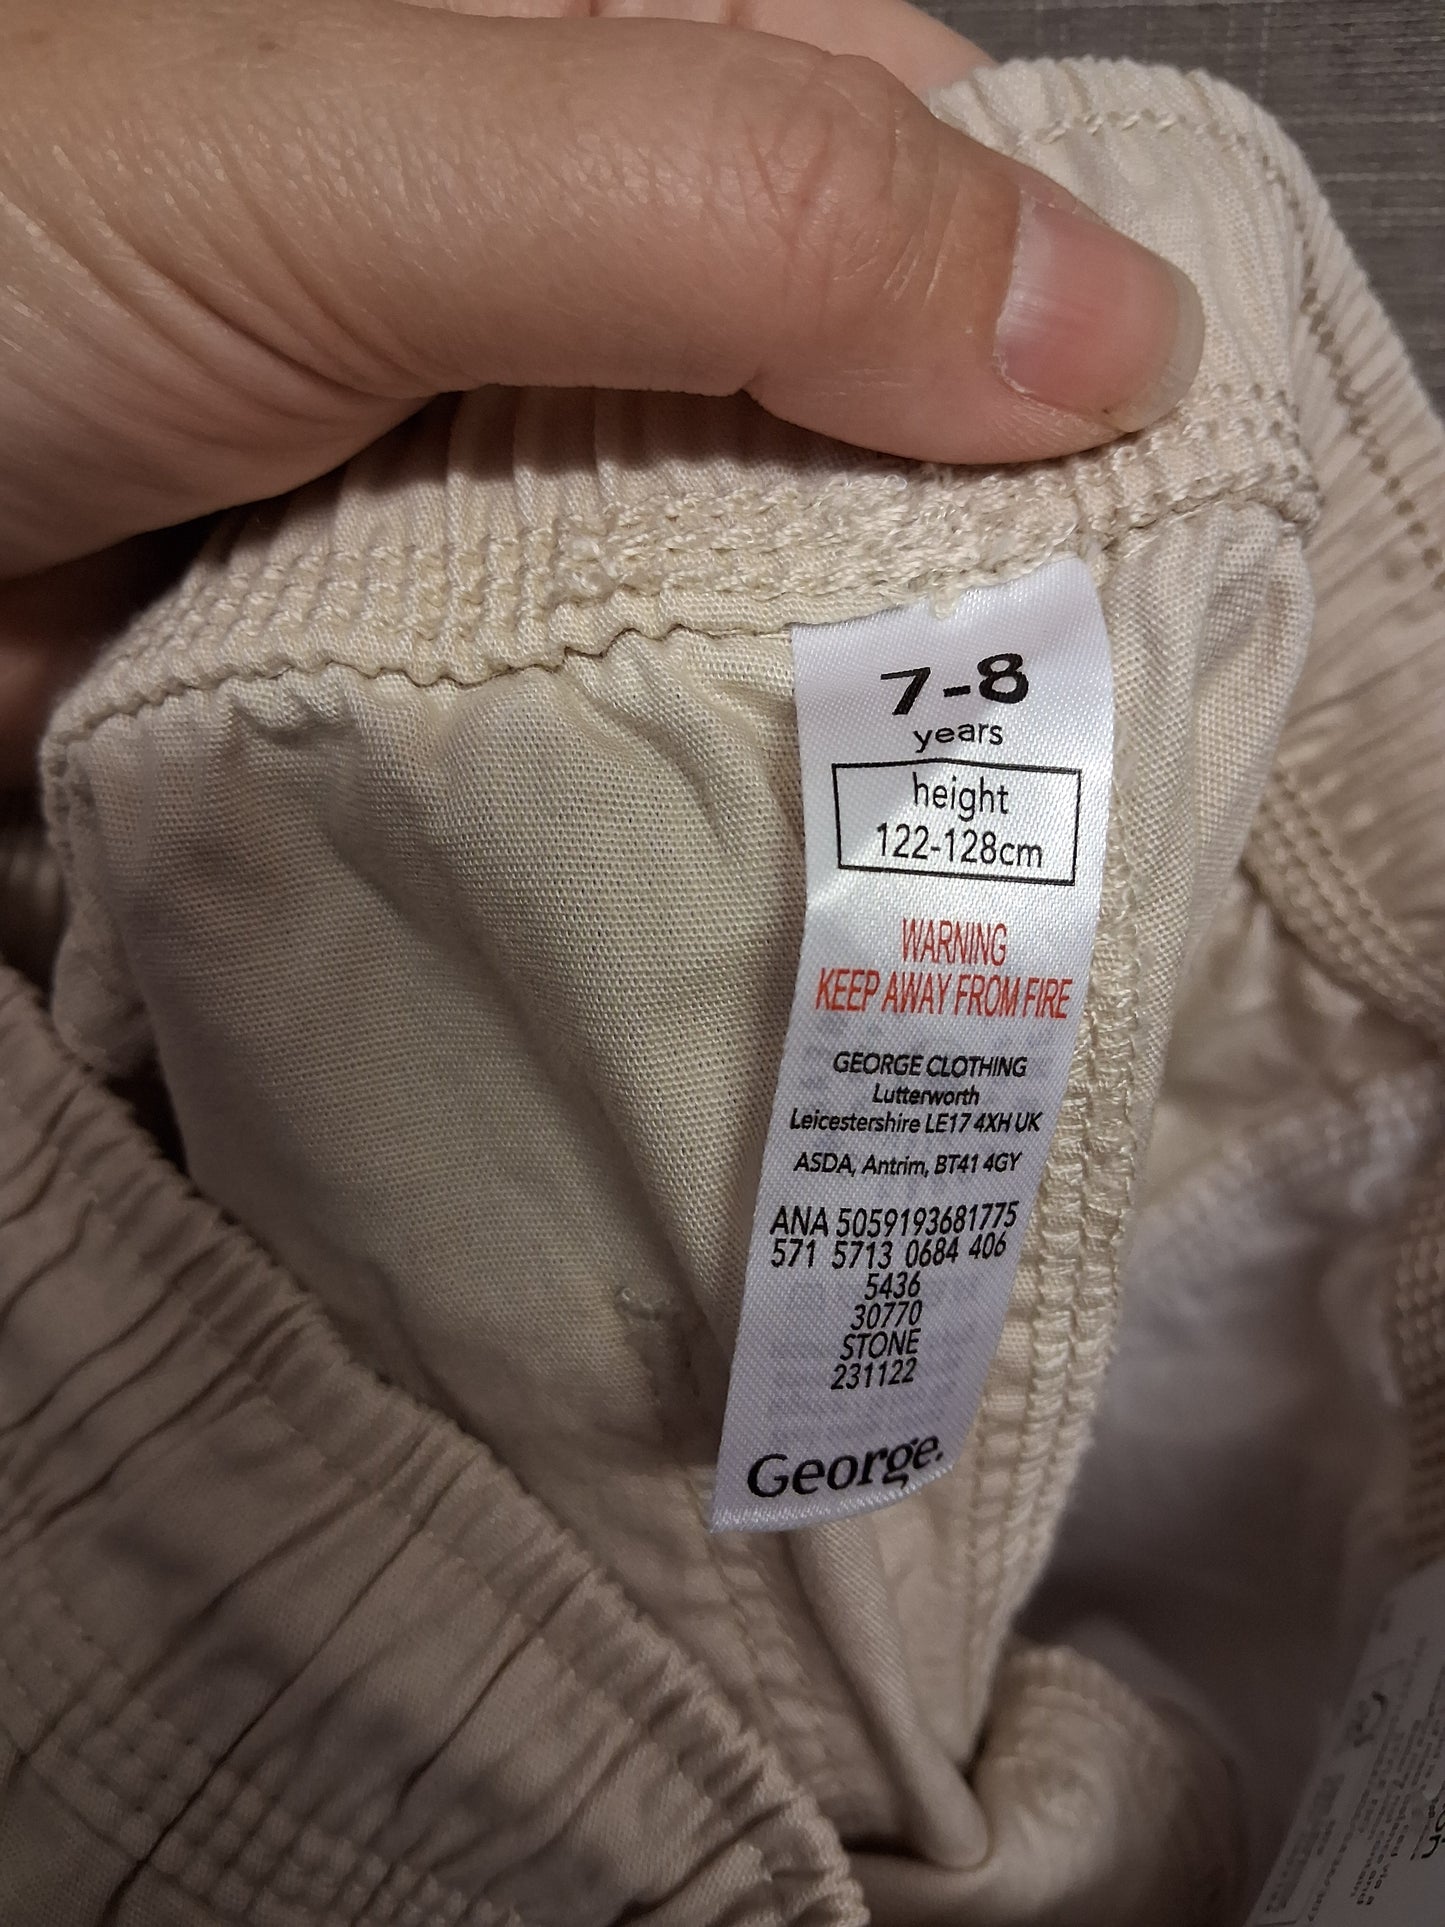 7-8
years
height
122-128cm
WARNING
KEEP AWAY FROM FIRE
GEORGE CLOTHING
Lutterworth
Leicestershire LE17 4XH UK
ASDA, Antrim, BT41 4GY
ANA 5059193681775
571 5713 0684 406
5436
30770
STONE
231122
George.